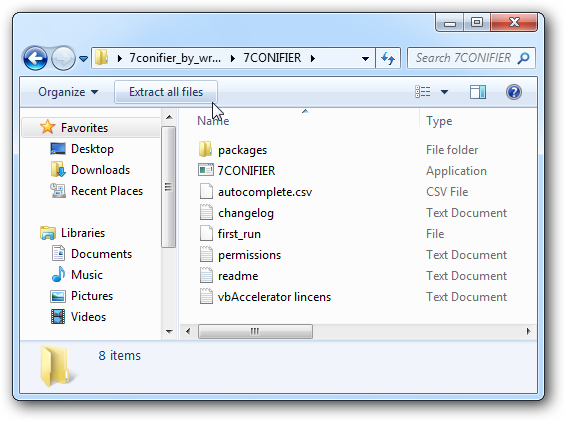 7conifier_by_wr... 7CONIFIER Search 7CONIFIER
Organize Extract all files
Favorites
Desktop
Downloads
Recent Places
Libraries
Documents
Music
Pictures
Videos
Name Type
packages File folder
7CONIFIER Application
autocomplete.csv CSV File
changelog Text Document
first_run File
permissions Text Document
readme Text Document
vbAccelerator lincens Text Document
8 items